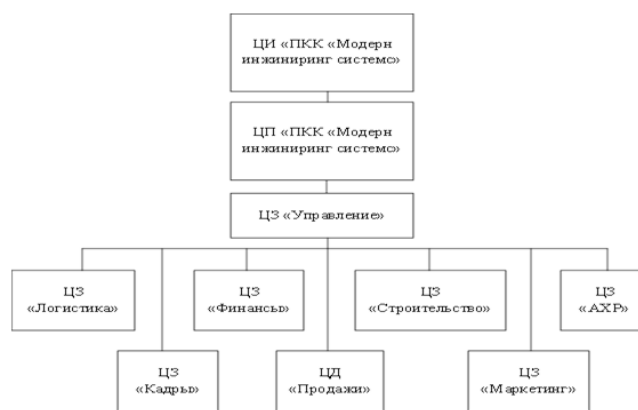 ЦИ «ПКК «Модерн
инжиниринг системс»
ЦП «ПКК «Модерн
инжиниринг системс»
ЦЗ «Управление»
ЦЗ
«Логистика»
ЦЗ
«Финансы»
ЦЗ
«Строительство»
ЦЗ
«АХР»
ЦЗ
«Кадры»
ЦД
«Продажи»
ЦЗ
«Маркетинг»